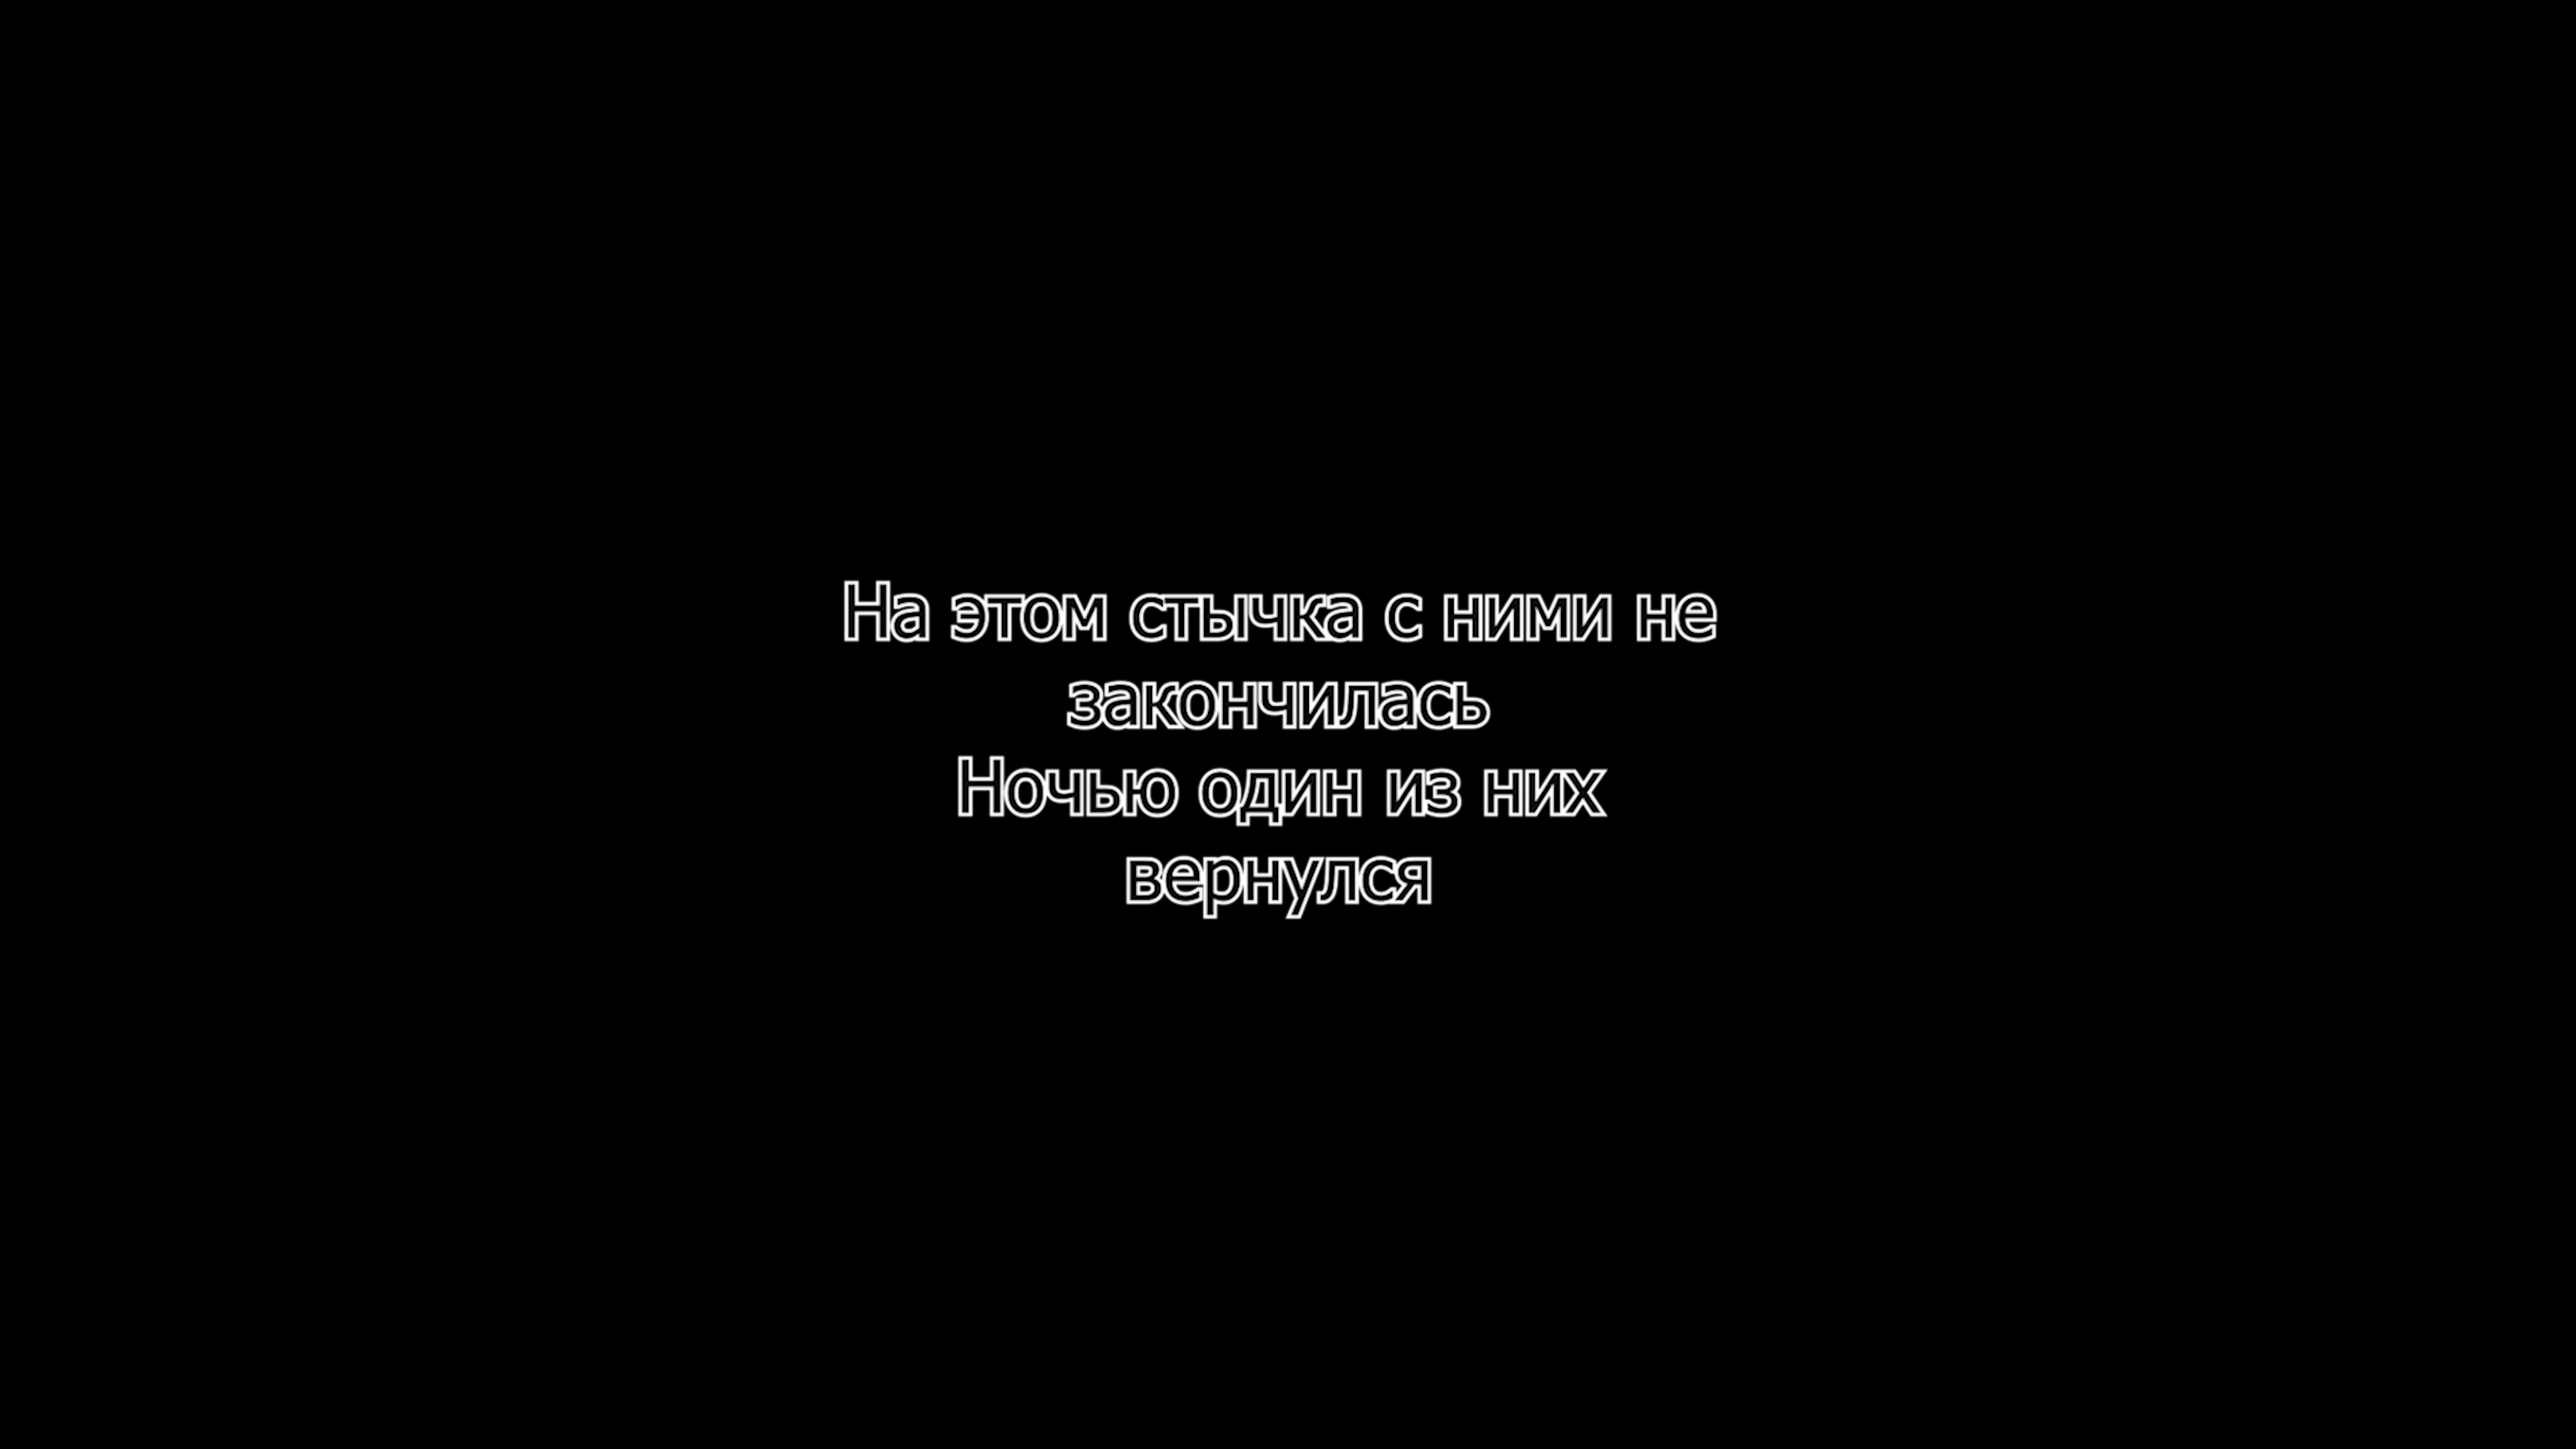 На этом стычка с ними не
закончилась
Ночью один из них
вернулся